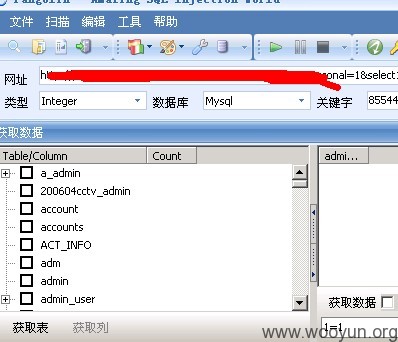 Pangolin - Amazing SQL Injection World
文件 扫描 编辑 工具 帮助
网址 ht ronal=1&select1
类型 Integer 数据库 Mysql 关键字 85544
获取数据
Table/Column Count admi...
a_admin
200604cctv_admin
account
accounts
ACT_INFO
adm
admin
admin_user
获取数据
获取表 获取列
1=1
www.wooyun.org